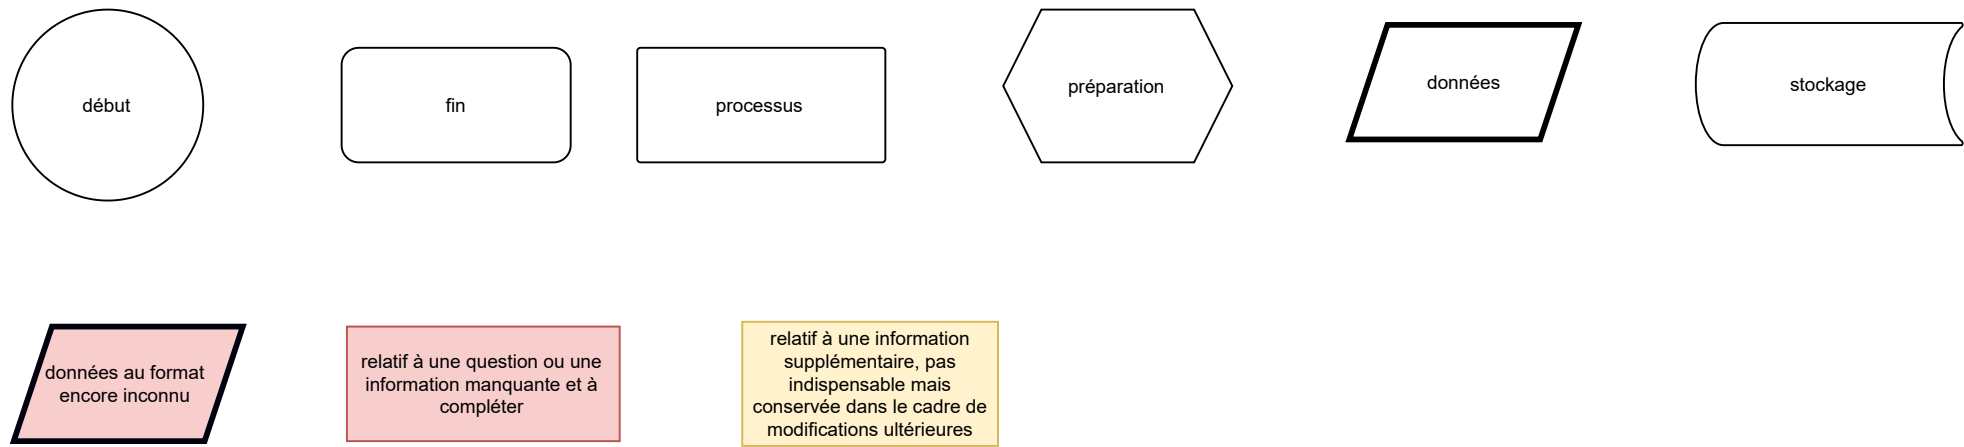 début
fin
processus
préparation
données
stockage
données au format
encore inconnu
relatif à une question ou une
information manquante et à
compléter
relatif à une information
supplémentaire, pas
indispensable mais
conservée dans le cadre de
modifications ultérieures